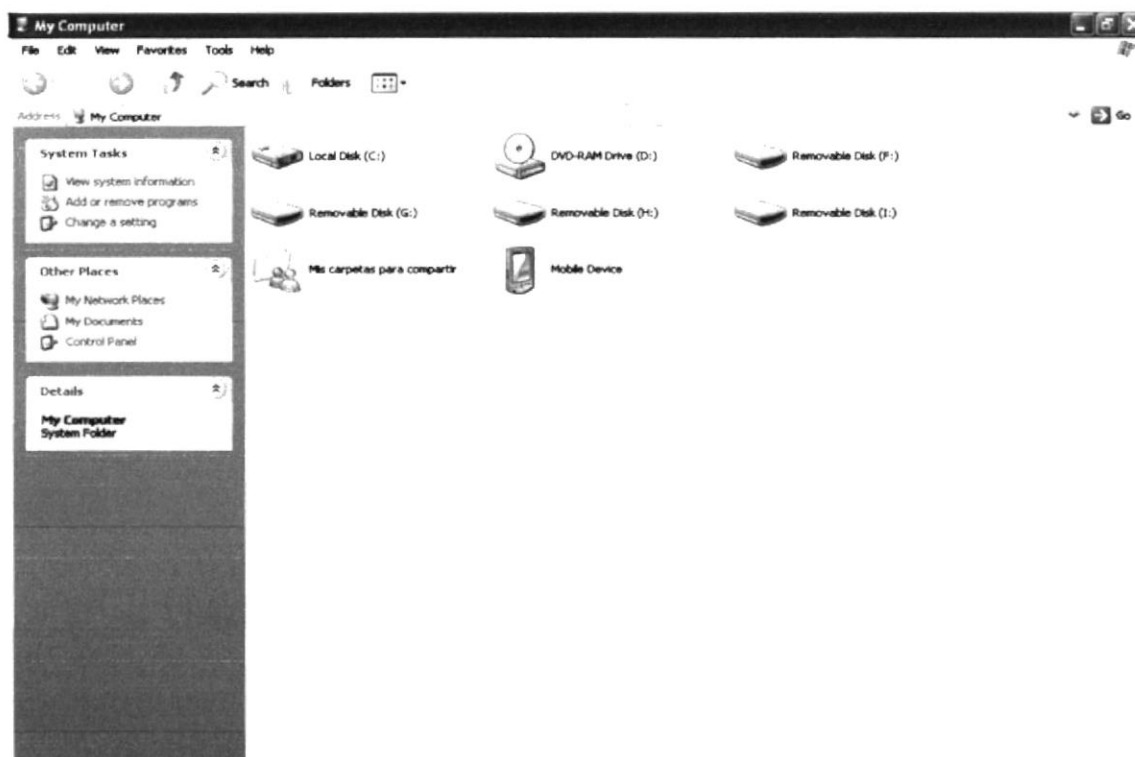 My Computer
File Edit View Favorites Tools Help
Search Folders
Address My Computer Go
System Tasks
View system information
Add or remove programs
Change a setting
Other Places
My Network Places
My Documents
Control Panel
Details
My Computer
System Folder
Local Disk (C:) DVD-RAM Drive (D:) Removable Disk (F:)
Removable Disk (G:) Removable Disk (H:) Removable Disk (I:)
Mis carpetas para compartir Mobile Device